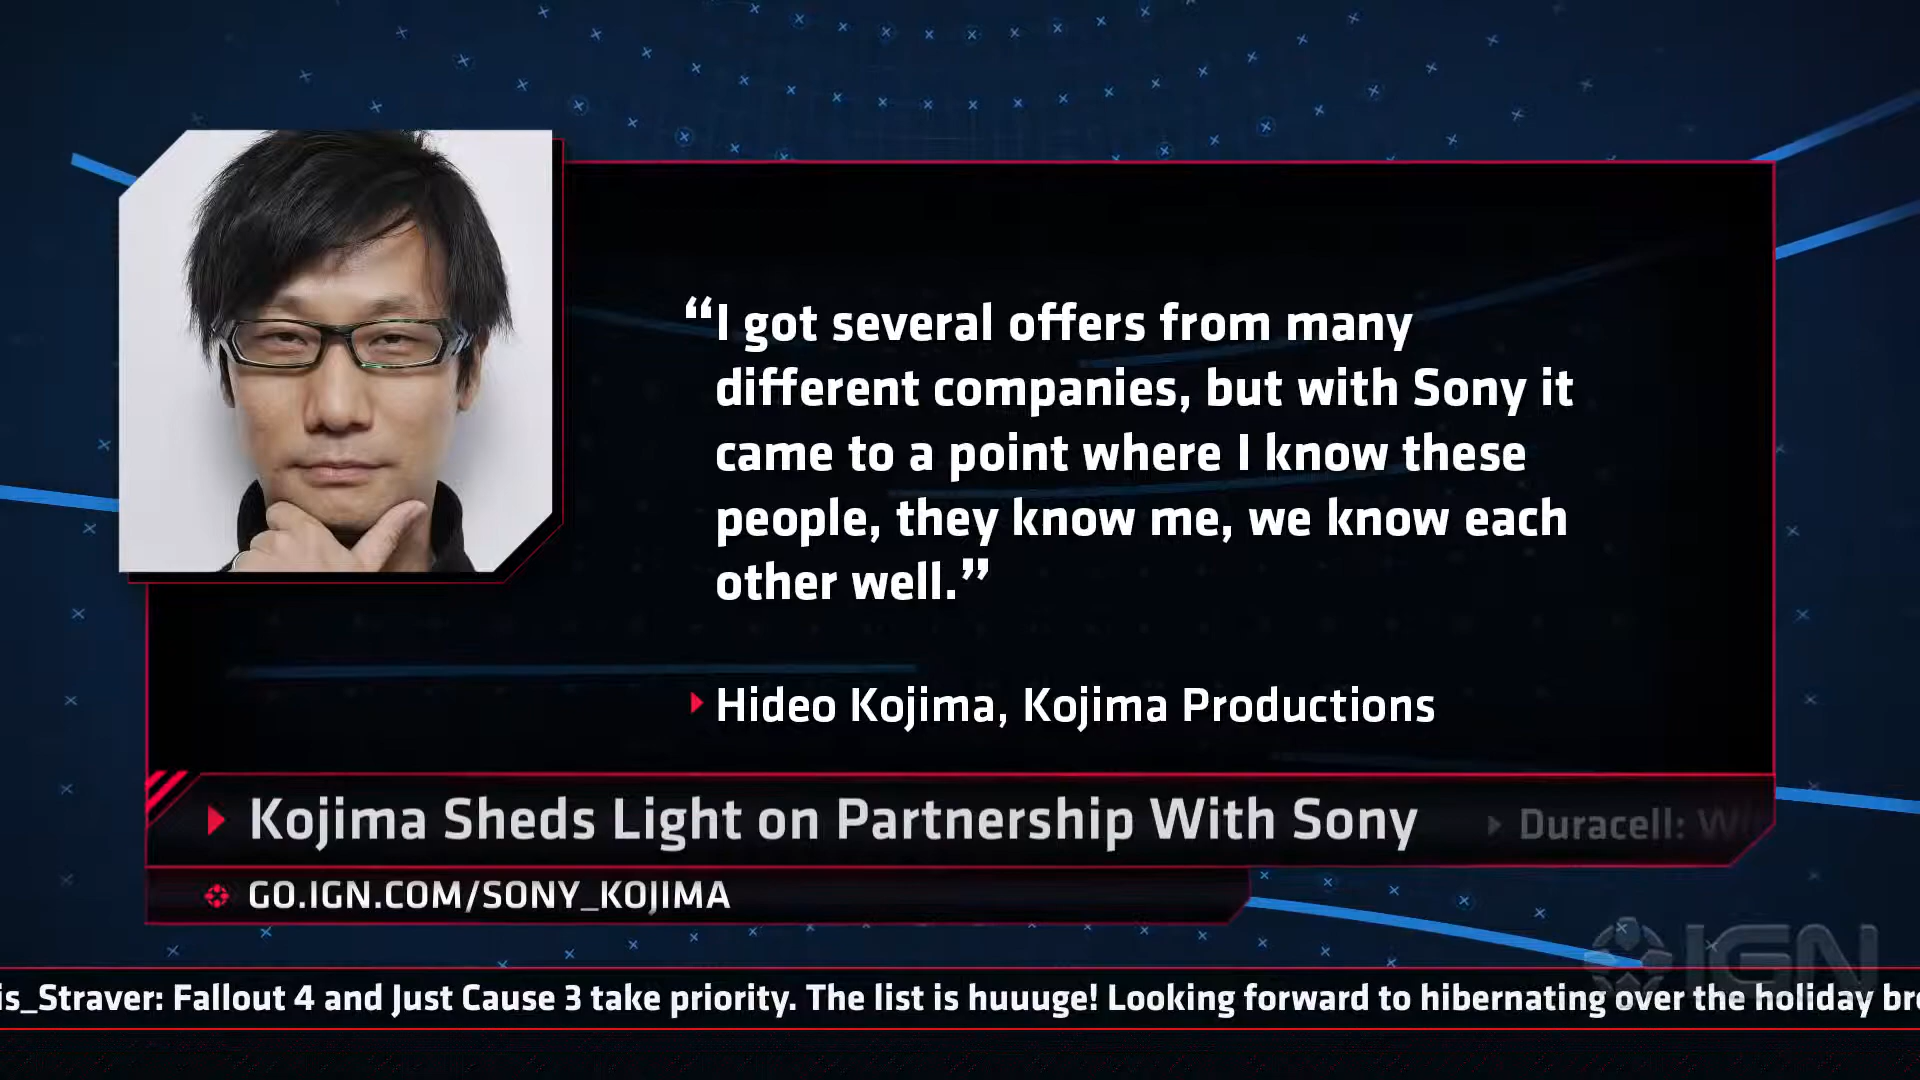 “I got several offers from many
different companies, but with Sony it
came to a point where I know these
people, they know me, we know each
other well.”
Hideo Kojima, Kojima Productions
Kojima Sheds Light on Partnership With Sony
Duracell:
GO.IGN.COM/SONY_KOJIMA
IGN
is_Straver: Fallout 4 and Just Cause 3 take priority. The list is huuuge! Looking forward to hibernating over the holiday bre